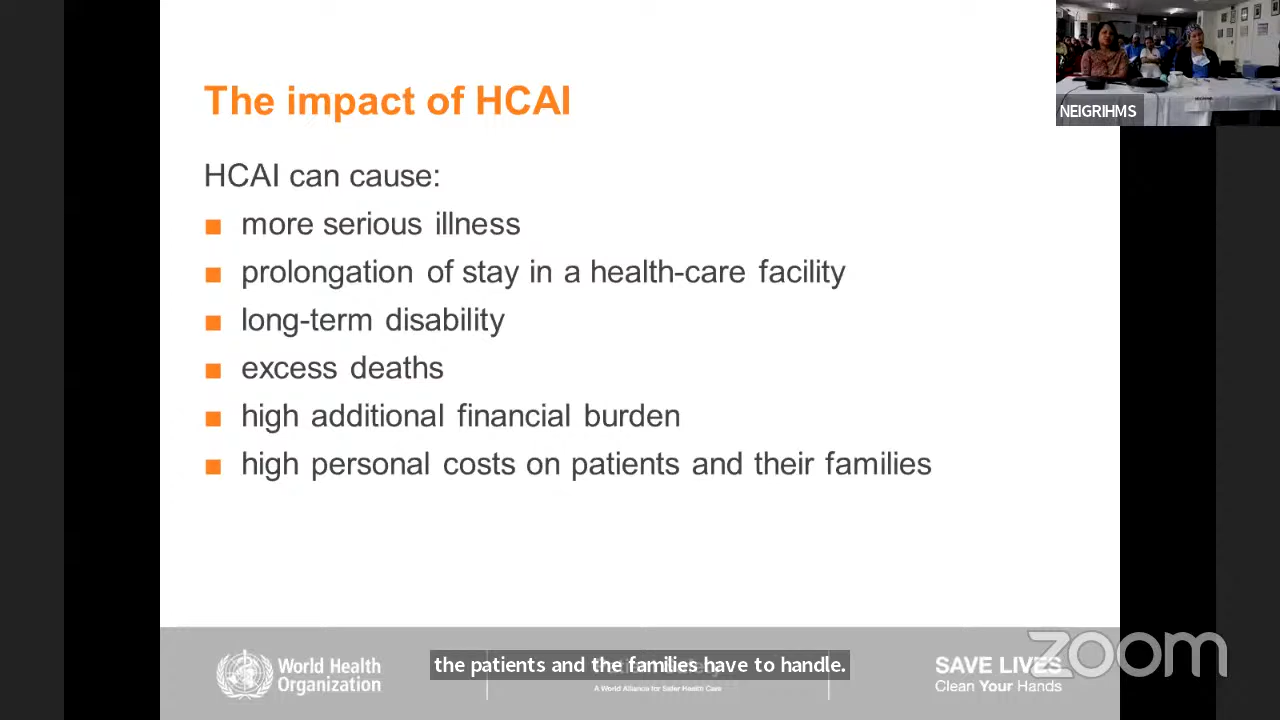 The impact of HCAI
NEIGRIHMS
HCAI can cause:
more serious illness
prolongation of stay in a health-care facility
long-term disability
excess deaths
high additional financial burden
high personal costs on patients and their families
World Health
Organization
the patients and the families have to handle.
A World Alliance for Safer Health Care
SAVE LIVES
Clean Your Hands
zoom